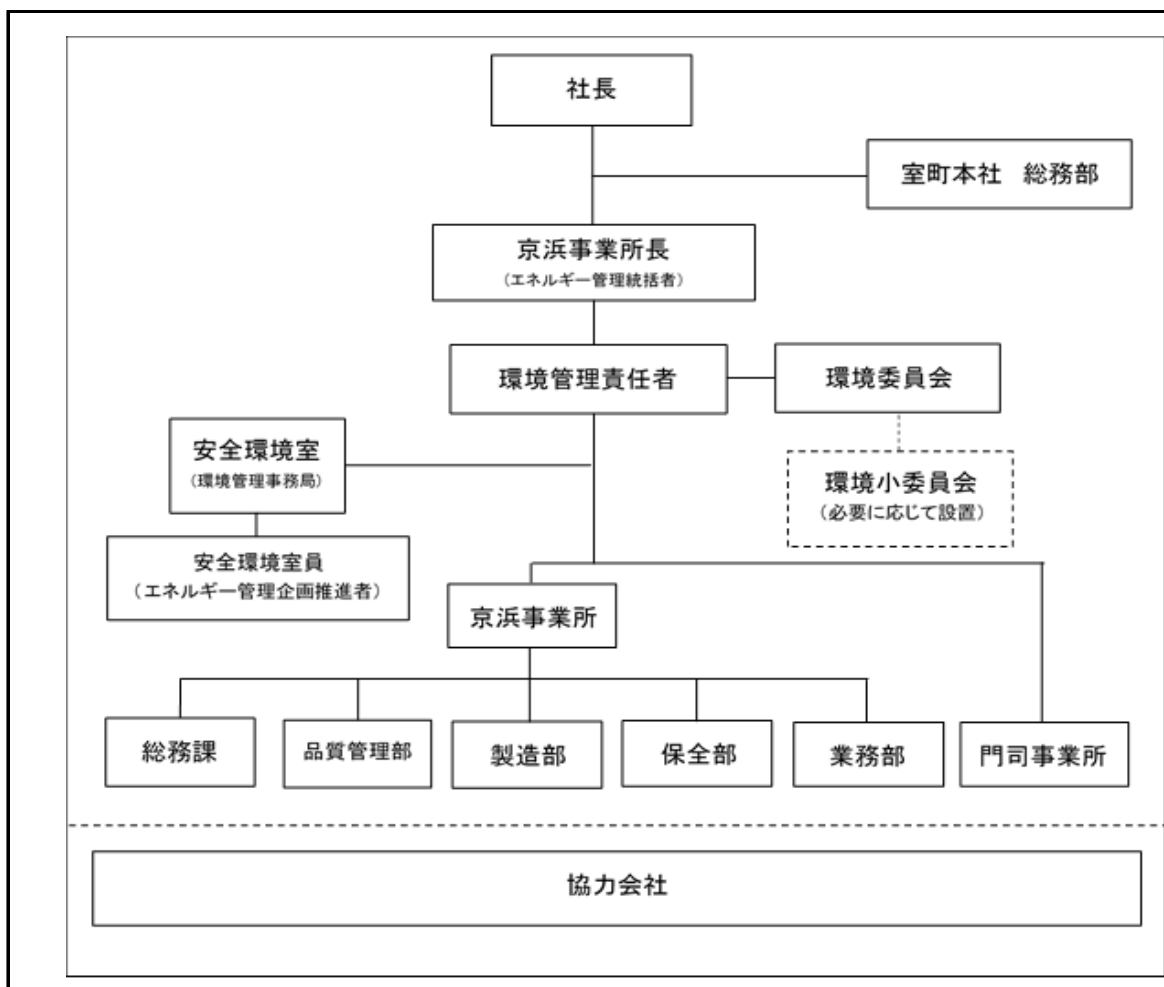 社長
室町本社　総務部
京浜事業所長
（エネルギー管理統括者）
環境管理責任者
環境委員会
安全環境室
（環境管理事務局）
環境小委員会
（必要に応じて設置）
安全環境室員
（エネルギー管理企画推進者）
京浜事業所
総務課
品質管理部
製造部
保全部
業務部
門司事業所
協力会社